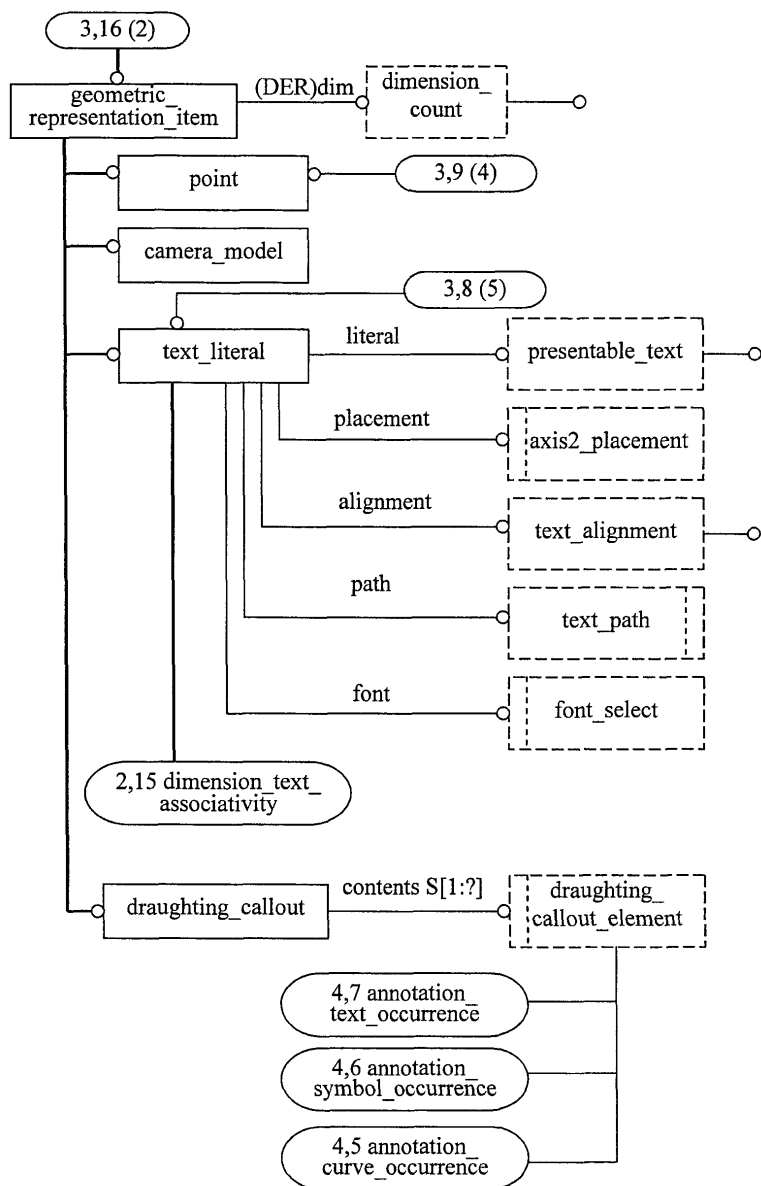 3,16 (2)
geometric_
representation_item
(DER)dim
dimension_
count
point
3,9 (4)
camera_model
3,8 (5)
text_literal
literal
presentable_text
placement
axis2_placement
alignment
text_alignment
path
text_path
font
font_select
2,15 dimension_text_
associativity
draughting_callout
contents S[1:?]
draughting_
callout_element
4,7 annotation_
text_occurrence
4,6 annotation_
symbol_occurrence
4,5 annotation_
curve_occurrence